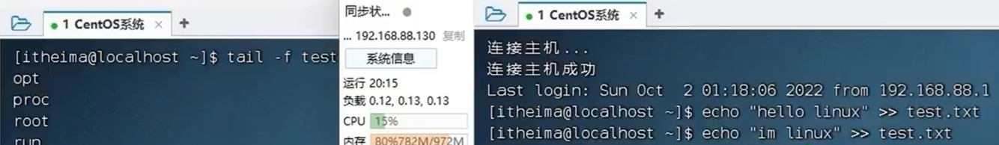 1 CentOS系统
[itheima@localhost ~]$ tail -f test
opt
proc
root
run
同步状...
... 192.168.88.130 复制
系统信息
运行 20:15
负载 0.12, 0.13, 0.13
CPU 15%
内存 80% 782M/972M
1 CentOS系统
连接主机...
连接主机成功
Last login: Sun Oct  2 01:18:06 2022 from 192.168.88.1
[itheima@localhost ~]$ echo "hello linux" >> test.txt
[itheima@localhost ~]$ echo "im linux" >> test.txt